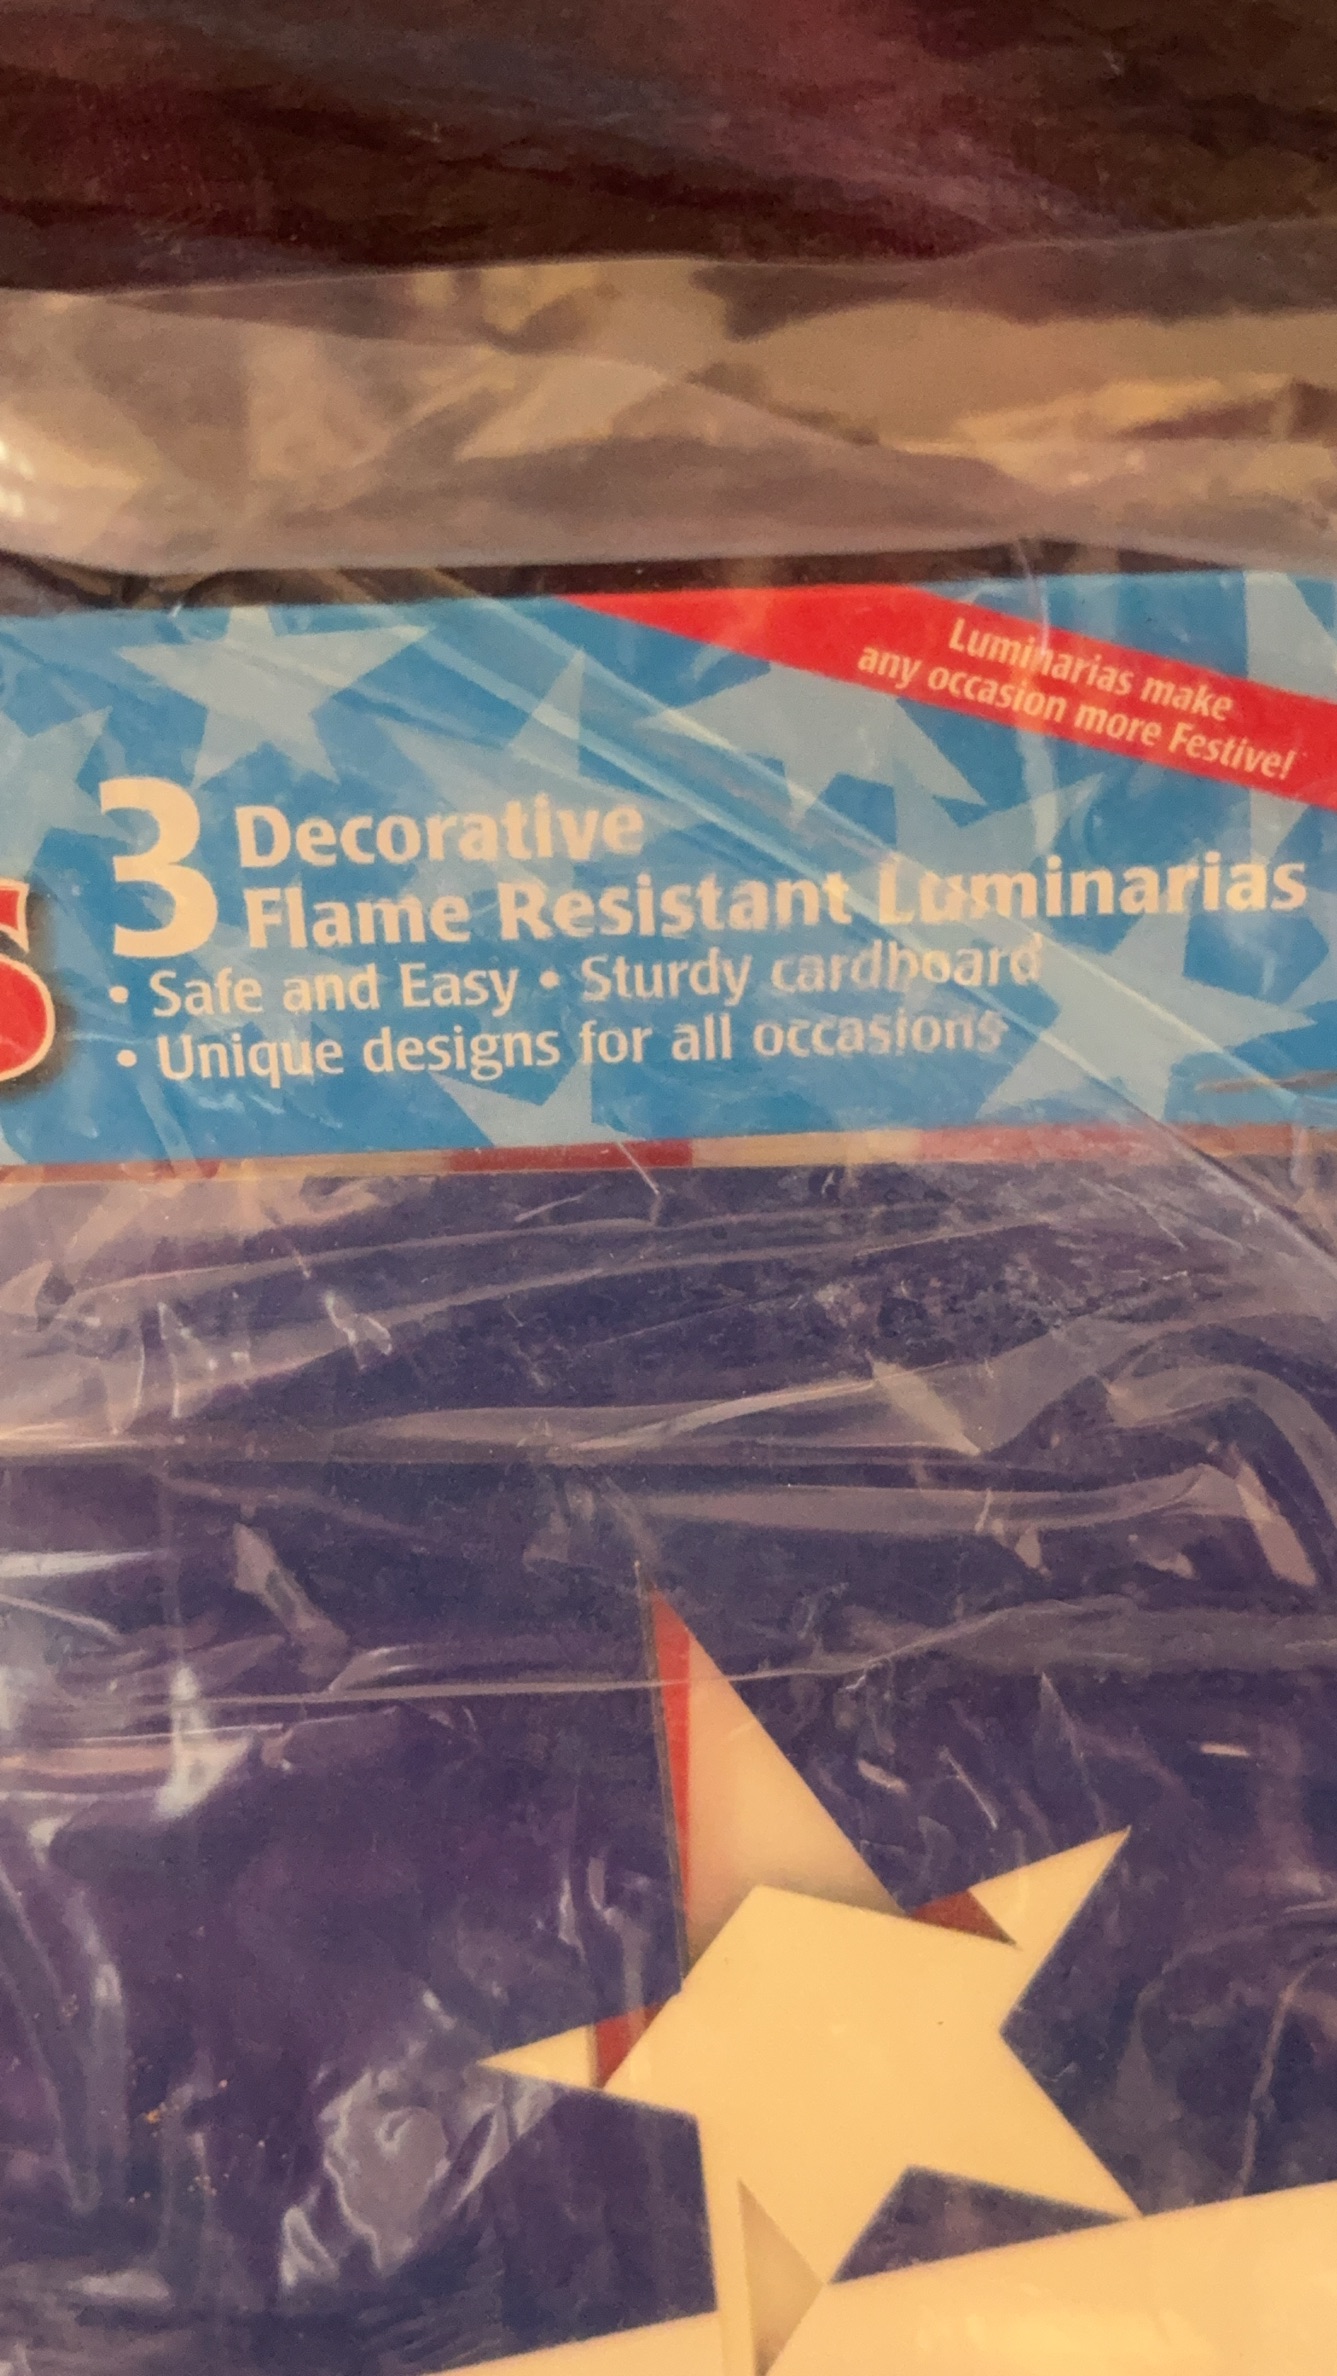 Luminarias make
any occasion more Festive!
3 Decorative
Flame Resistant Luminarias
• Safe and Easy • Sturdy cardboard
• Unique designs for all occasions